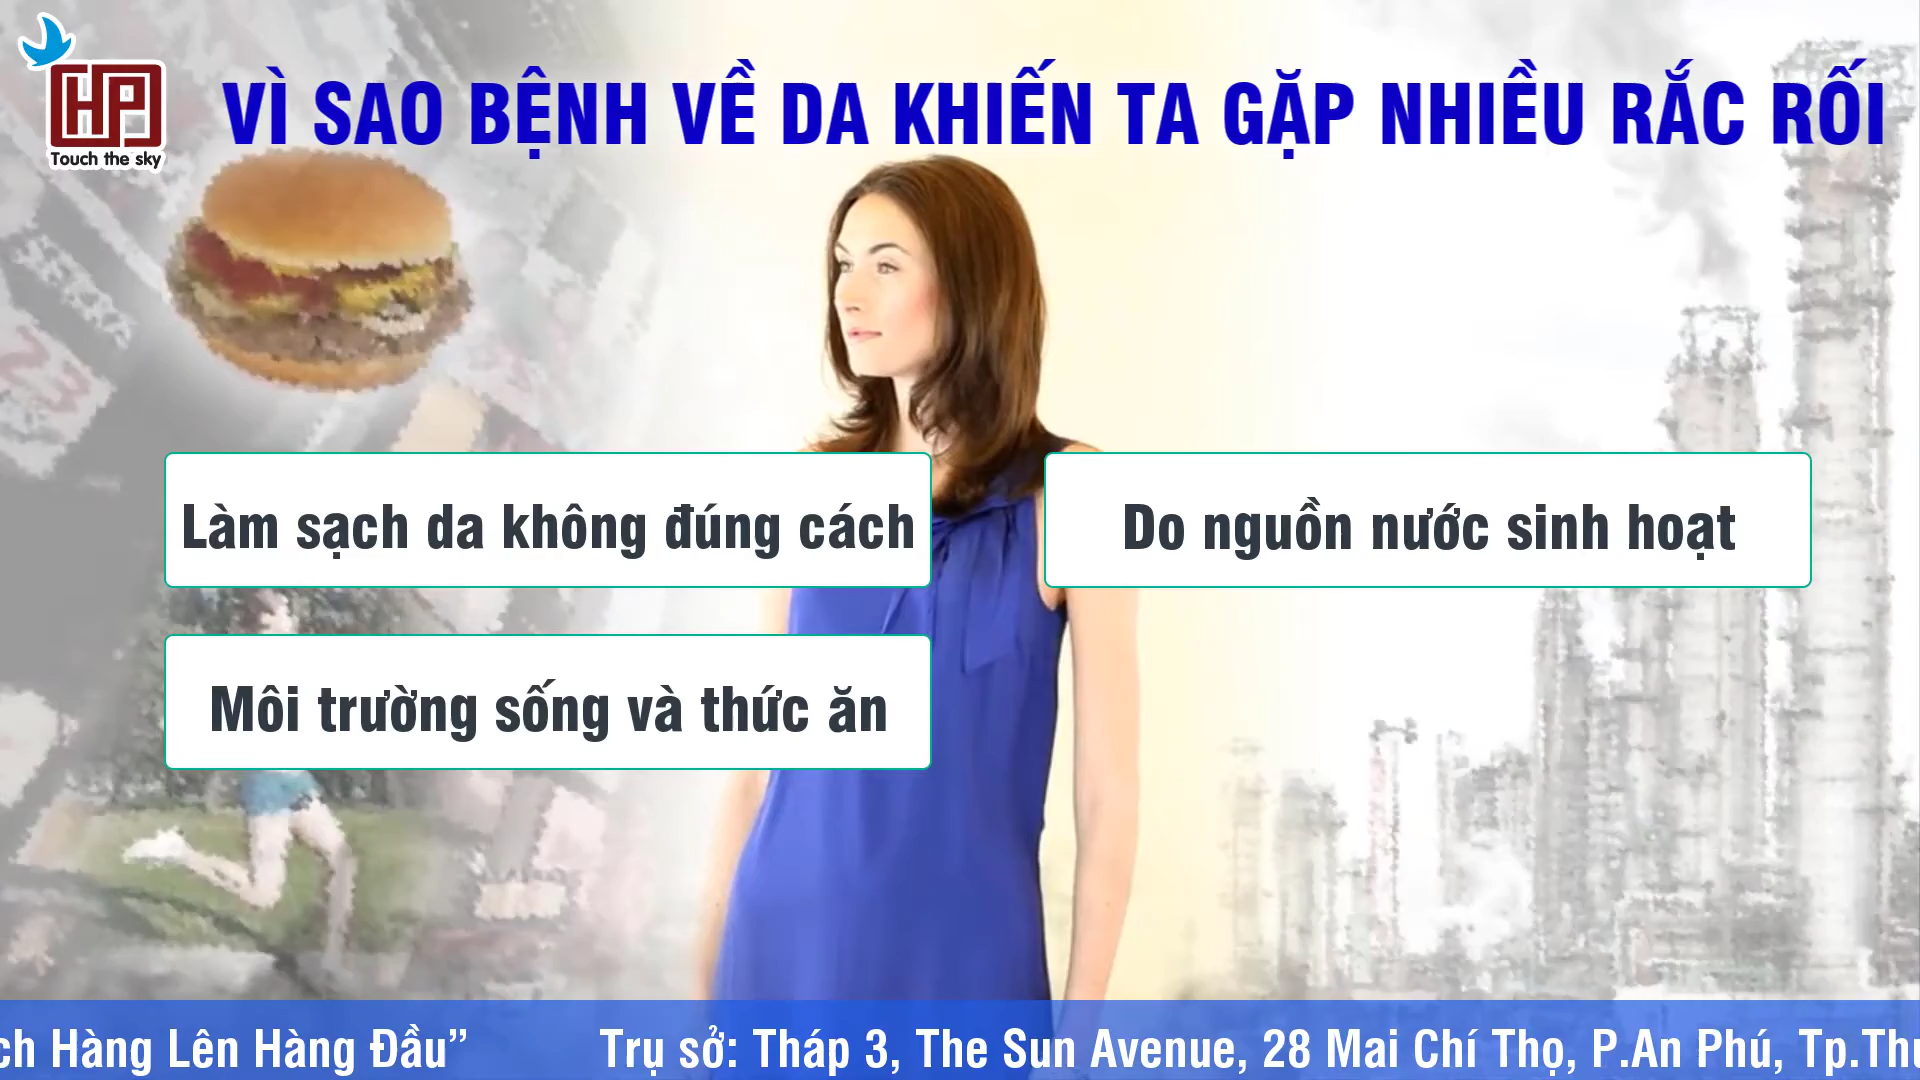 HP
Touch the sky
VÌ SAO BỆNH VỀ DA KHIẾN TA GẶP NHIỀU RẮC RỐI
Làm sạch da không đúng cách
Do nguồn nước sinh hoạt
Môi trường sống và thức ăn
ch Hàng Lên Hàng Đầu” Trụ sở: Tháp 3, The Sun Avenue, 28 Mai Chí Thọ, P.An Phú, Tp.Thủ